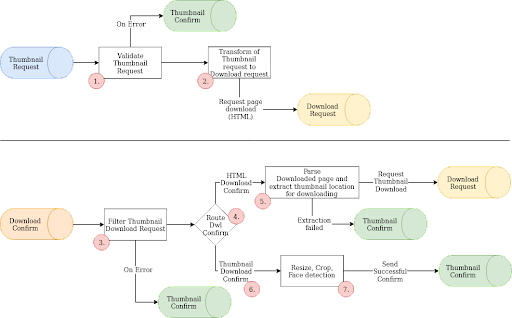 On Error
Thumbnail
Confirm
Thumbnail
Request
Validate
Thumbnail
Request
1.
Transform of
Thumbnail
request to
Download request
2.
Request page
download
(HTML)
Download
Request
Download
Confirm
Filter Thumbnail
Download Request
3.
On Error
Thumbnail
Confirm
Route
Dwl
Confirm
4.
HTML
Download
Confirm
Parse
Downloaded page and
extract thumbnail location
for downloading
5.
Request
Thumbnail
Download
Download
Request
Extraction
failed
Thumbnail
Confirm
Thumbnail
Download
Confirm
6.
Resize, Crop,
Face detection
7.
Send
Successful
Confirm
Thumbnail
Confirm